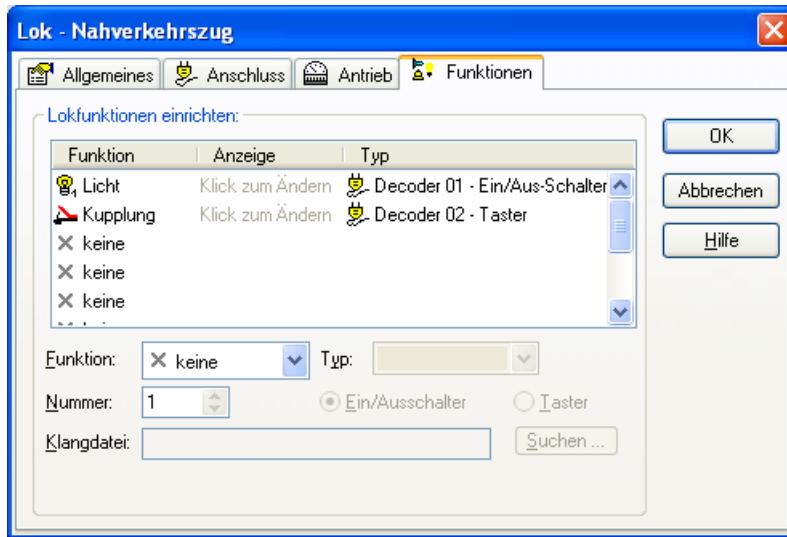 Lok - Nahverkehrszug
Allgemeines Anschluss Antrieb Funktionen
Lokfunktionen einrichten:
Funktion Anzeige Typ
Licht Klick zum Ändern Decoder 01 - Ein/Aus-Schalter
Kupplung Klick zum Ändern Decoder 02 - Taster
keine
keine
keine
OK
Abbrechen
Hilfe
Funktion: keine Typ:
Nummer: 1 Ein/Ausschalter Taster
Klangdatei: Suchen ...